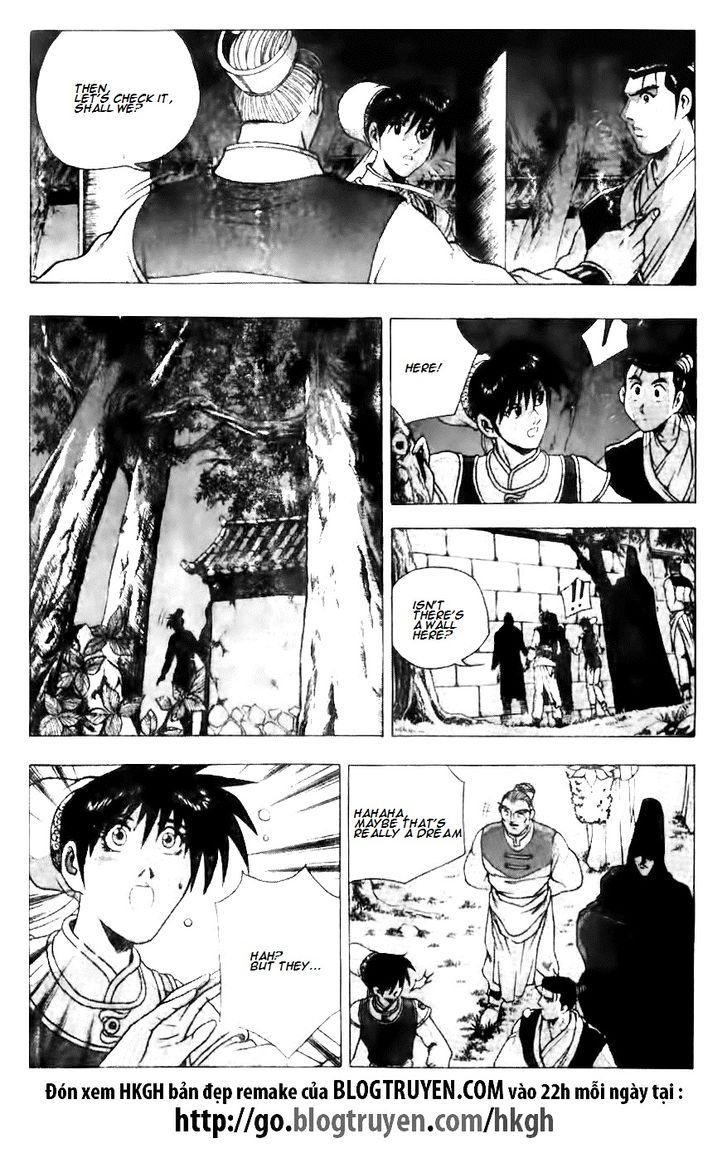 THEN,
LET'S CHECK IT,
SHALL WE?
HERE!
!
ISN'T
THERE'S
A WALL
HERE?
!!
HAH?
BUT THEY...
HAHAHA,
MAYBE THAT'S
REALLY A DREAM
Đón xem HKGH bản đẹp remake của BLOGTRUYEN.COM vào 22h mỗi ngày tại :
http://go.blogtruyen.com/hkgh